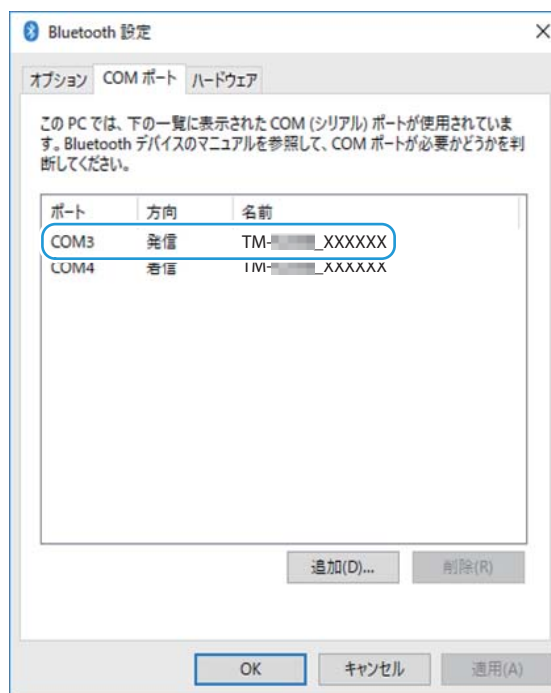 Bluetooth 設定
オプション COM ポート ハードウェア
この PC では、下の一覧に表示された COM (シリアル) ポートが使用されていま
す。Bluetooth デバイスのマニュアルを参照して、COM ポートが必要かどうかを判
断してください。
ポート 方向 名前
COM3 発信 TM- _XXXXXX
COM4 着信 TM- _XXXXXX
追加(D)... 削除(R)
OK キャンセル 適用(A)